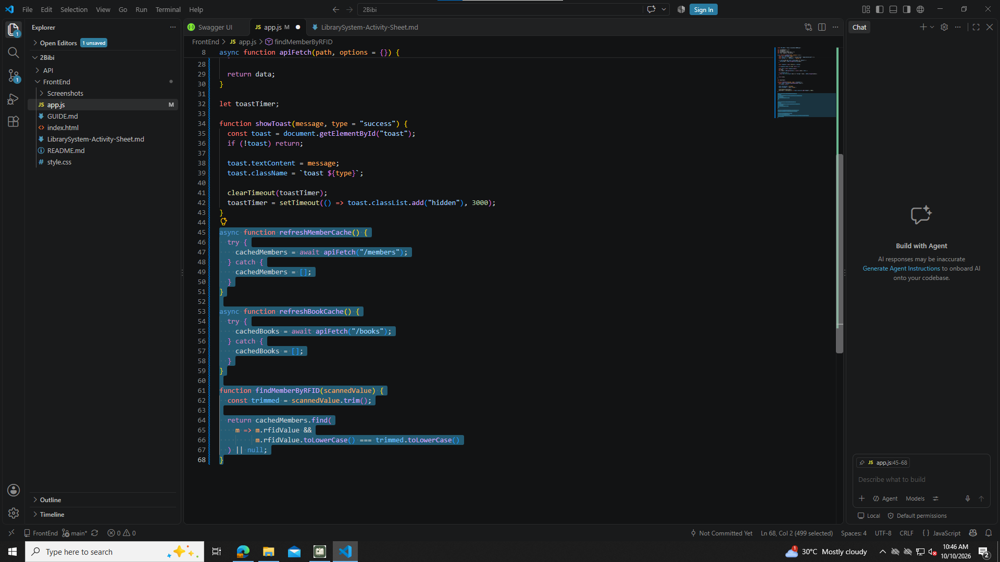 File Edit Selection View Go Run Terminal Help
2Bibi
Sign In
Explorer
Open Editors 1 unsaved
2Bibi
API
FrontEnd
Screenshots
JS app.js M
GUIDE.md
index.html
LibrarySystem-Activity-Sheet.md
README.md
# style.css
Outline
Timeline
Swagger UI
JS app.js M
LibrarySystem-Activity-Sheet.md
FrontEnd > JS app.js > findMemberByRFID
8 async function apiFetch(path, options = {}) {
28
29 return data;
30 }
31
32 let toastTimer;
33
34 function showToast(message, type = "success") {
35 const toast = document.getElementById("toast");
36 if (!toast) return;
37
38 toast.textContent = message;
39 toast.className = `toast ${type}`;
40
41 clearTimeout(toastTimer);
42 toastTimer = setTimeout(() => toast.classList.add("hidden"), 3000);
43 }
44
45 async function refreshMemberCache() {
46 try {
47 cachedMembers = await apiFetch("/members");
48 } catch {
49 cachedMembers = [];
50 }
51 }
52
53 async function refreshBookCache() {
54 try {
55 cachedBooks = await apiFetch("/books");
56 } catch {
57 cachedBooks = [];
58 }
59 }
60
61 function findMemberByRFID(scannedValue) {
62 const trimmed = scannedValue.trim();
63
64 return cachedMembers.find(
65 m => m.rfidValue &&
66 m.rfidValue.toLowerCase() === trimmed.toLowerCase()
67 ) || null;
68 }
Chat
Build with Agent
AI responses may be inaccurate
Generate Agent Instructions to onboard AI
onto your codebase.
JS app.js:45-68
Describe what to build
Agent Models
Local Default permissions
FrontEnd main* 0 0
Not Committed Yet Ln 68, Col 2 (499 selected) Spaces: 4 UTF-8 CRLF {} JavaScript
Type here to search
30°C Mostly cloudy
10:46 AM
10/10/2026
2